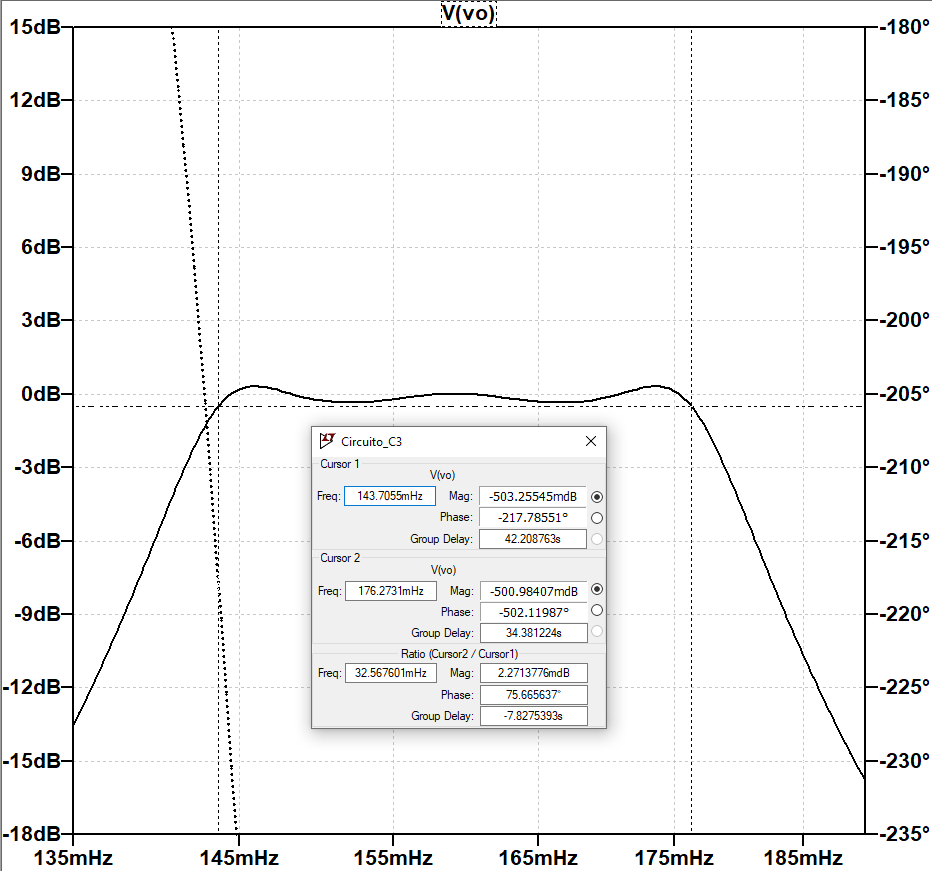 V(vo)
15dB -180°
12dB -185°
9dB -190°
6dB -195°
3dB -200°
0dB -205°
-3dB -210°
-6dB -215°
-9dB -220°
-12dB -225°
-15dB -230°
-18dB -235°
135mHz 145mHz 155mHz 165mHz 175mHz 185mHz
Circuito_C3
Cursor 1
V(vo)
Freq: 143.7055mHz Mag: -503.25545mdB
Phase: -217.78551°
Group Delay: 42.208763s
Cursor 2
V(vo)
Freq: 176.2731mHz Mag: -500.98407mdB
Phase: -502.11987°
Group Delay: 34.381224s
Ratio (Cursor2 / Cursor1)
Freq: 32.567601mHz Mag: 2.2713776mdB
Phase: 75.665637°
Group Delay: -7.8275393s